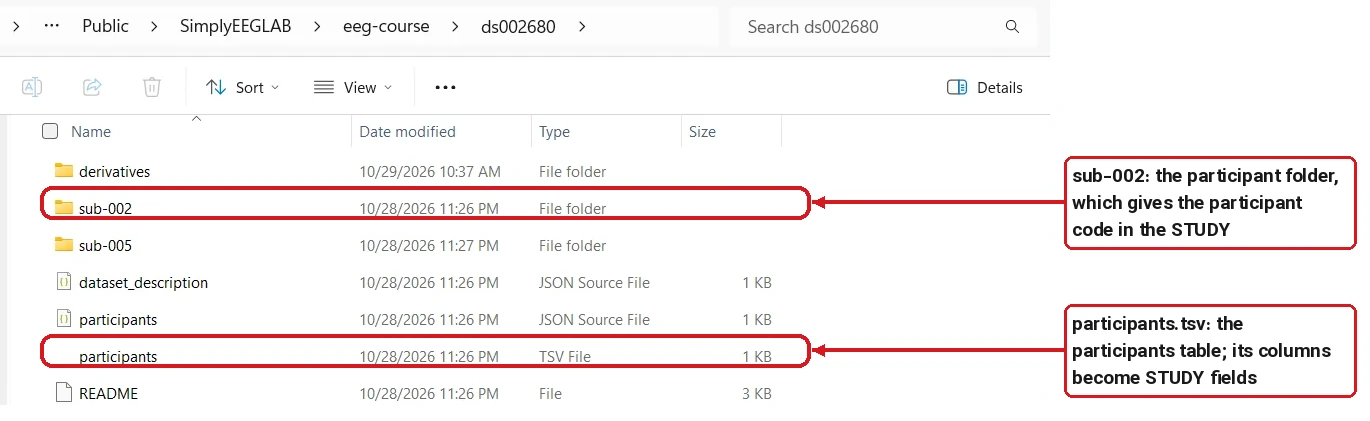 > ... Public > SimplyEEGLAB > eeg-course > ds002680 > Search ds002680
Sort View ... Details
Name Date modified Type Size
derivatives 10/29/2026 10:37 AM File folder
sub-002 10/28/2026 11:26 PM File folder
sub-005 10/28/2026 11:27 PM File folder
dataset_description 10/28/2026 11:26 PM JSON Source File 1 KB
participants 10/28/2026 11:26 PM JSON Source File 1 KB
participants 10/28/2026 11:26 PM TSV File 1 KB
README 10/28/2026 11:26 PM File 3 KB
sub-002: the participant folder,
which gives the participant
code in the STUDY
participants.tsv: the
participants table; its columns
become STUDY fields